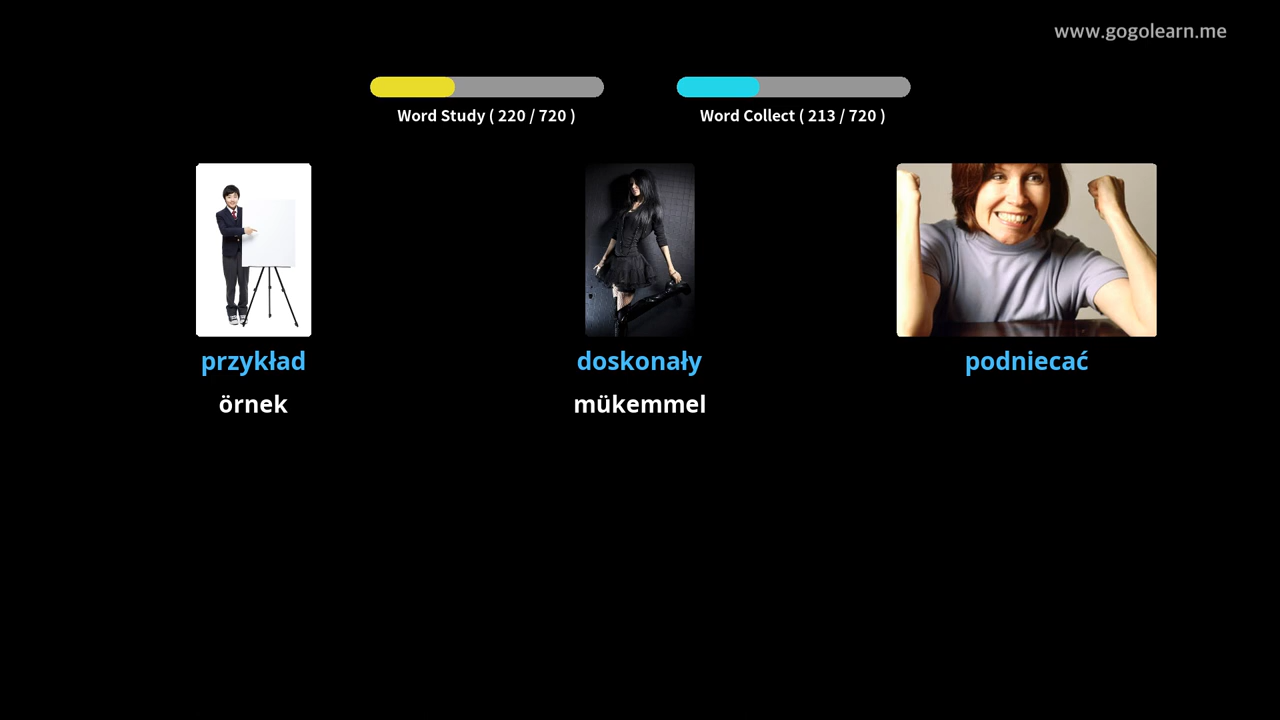 www.gogolearn.me
Word Study ( 220 / 720 )
Word Collect ( 213 / 720 )
przykład
doskonały
podniecać
örnek
mükemmel